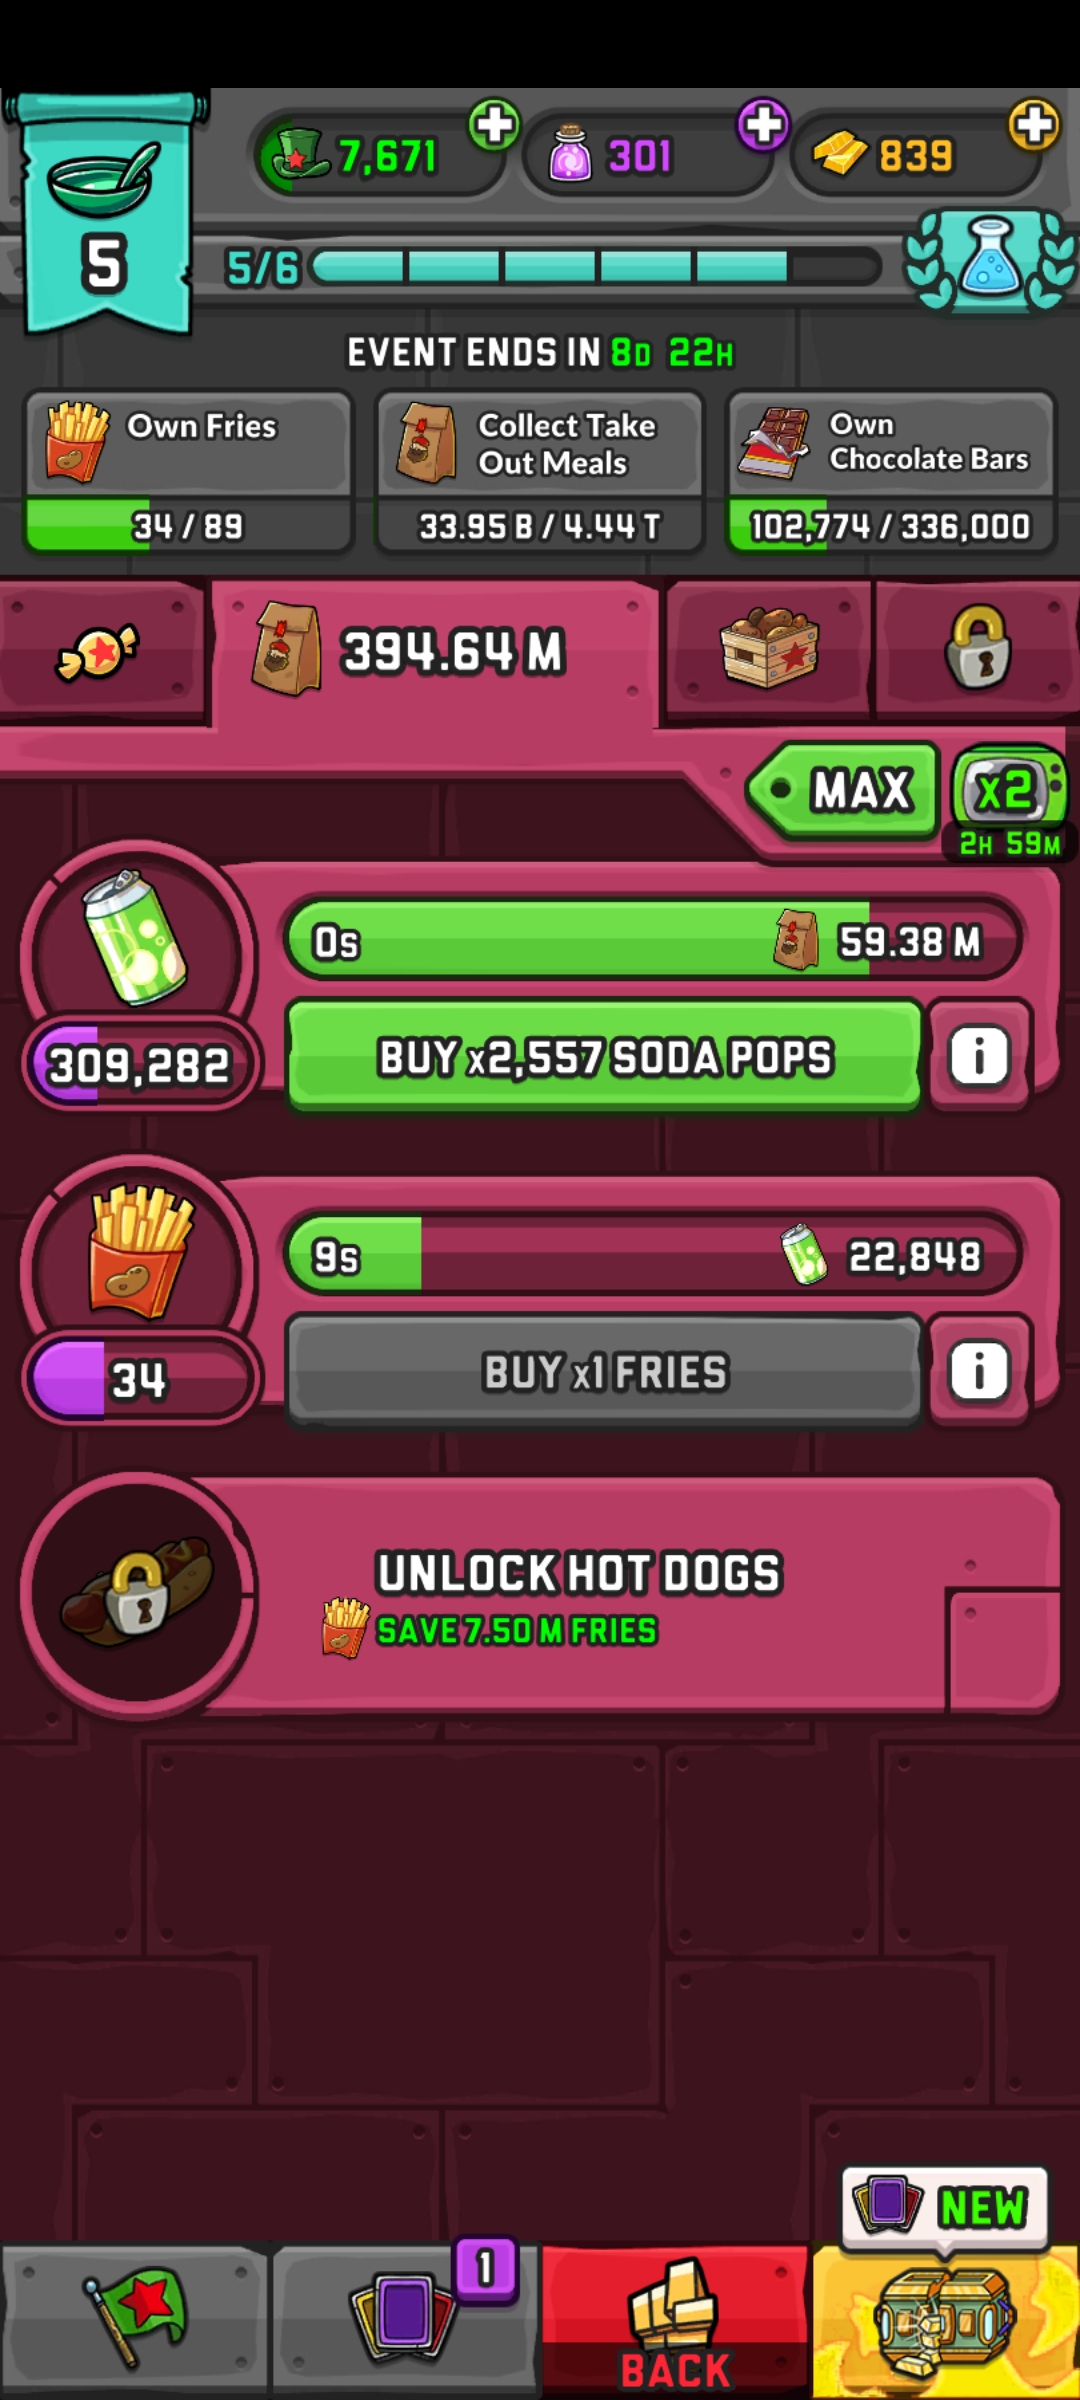 7,671
301
839
5
5/6
EVENT ENDS IN 8D 22H
Own Fries
34 / 89
Collect Take
Out Meals
33.95 B / 4.44 T
Own
Chocolate Bars
102,774 / 336,000
394.64 M
MAX
x2
2H 59M
0s
59.38 M
309,282
BUY x2,557 SODA POPS
i
9s
22,848
34
BUY x1 FRIES
i
UNLOCK HOT DOGS
SAVE 7.50 M FRIES
NEW
1
BACK